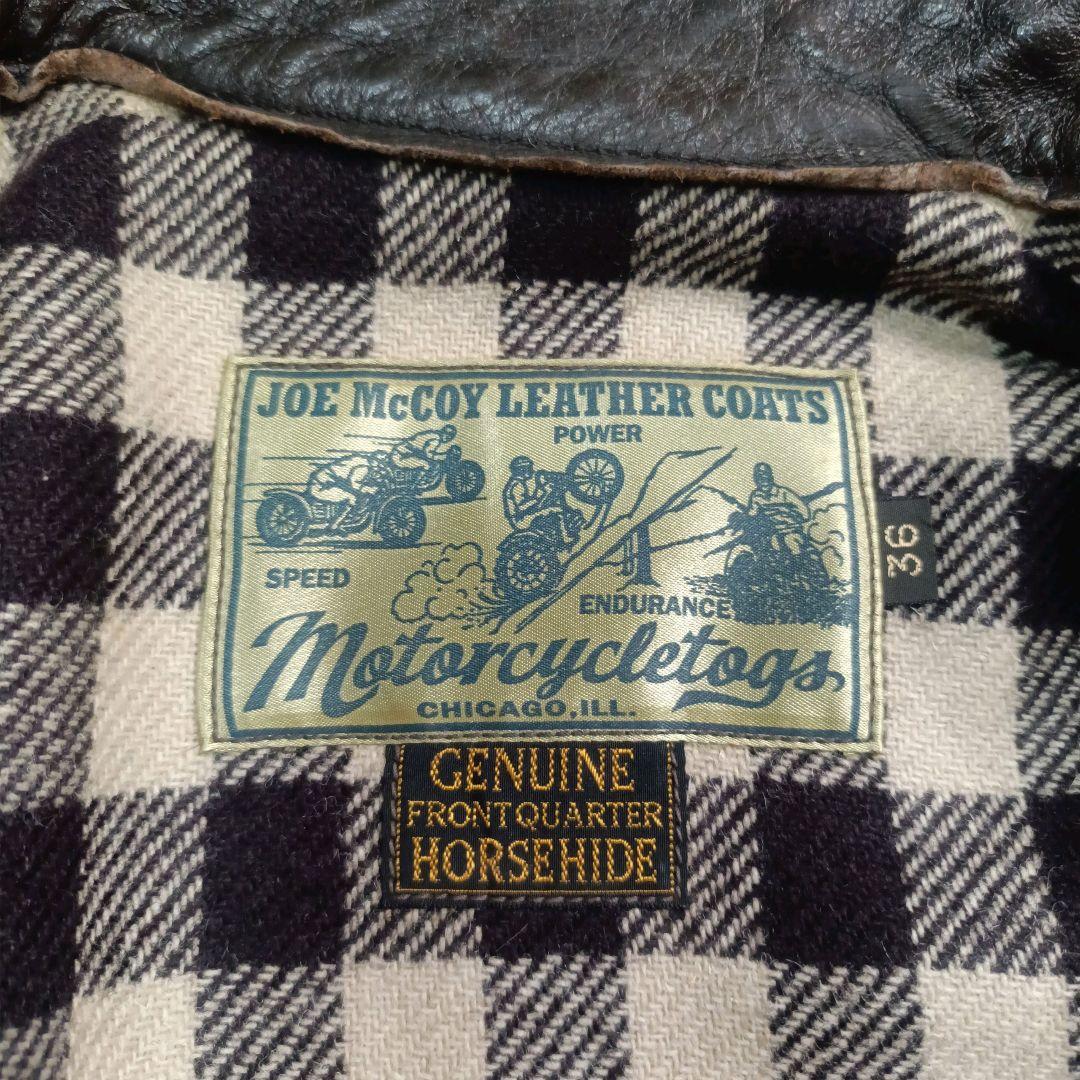 JOE McCOY LEATHER COATS
POWER
SPEED
ENDURANCE
Motorcycletogs
CHICAGO, ILL.
36
GENUINE
FRONT QUARTER
HORSEHIDE